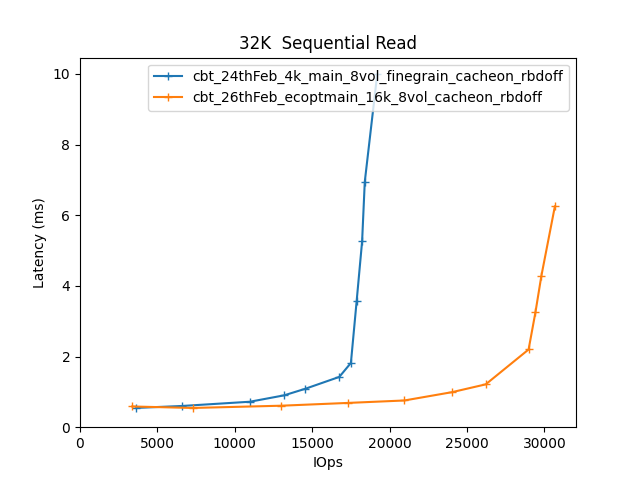 32K  Sequential Read
cbt_24thFeb_4k_main_8vol_finegrain_cacheon_rbdoff
cbt_26thFeb_ecoptmain_16k_8vol_cacheon_rbdoff
Latency (ms)
10
8
6
4
2
0
0 5000 10000 15000 20000 25000 30000
IOps